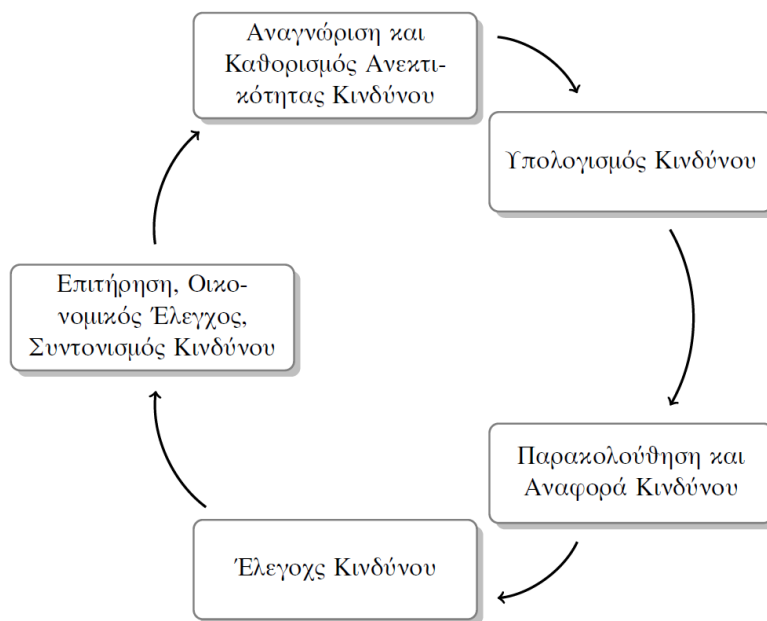 Αναγνώριση και
Καθορισμός Ανεκτι-
κότητας Κινδύνου
Υπολογισμός Κινδύνου
Παρακολούθηση και
Αναφορά Κινδύνου
Έλεγοχς Κινδύνου
Επιτήρηση, Οικο-
νομικός Έλεγχος,
Συντονισμός Κινδύνου